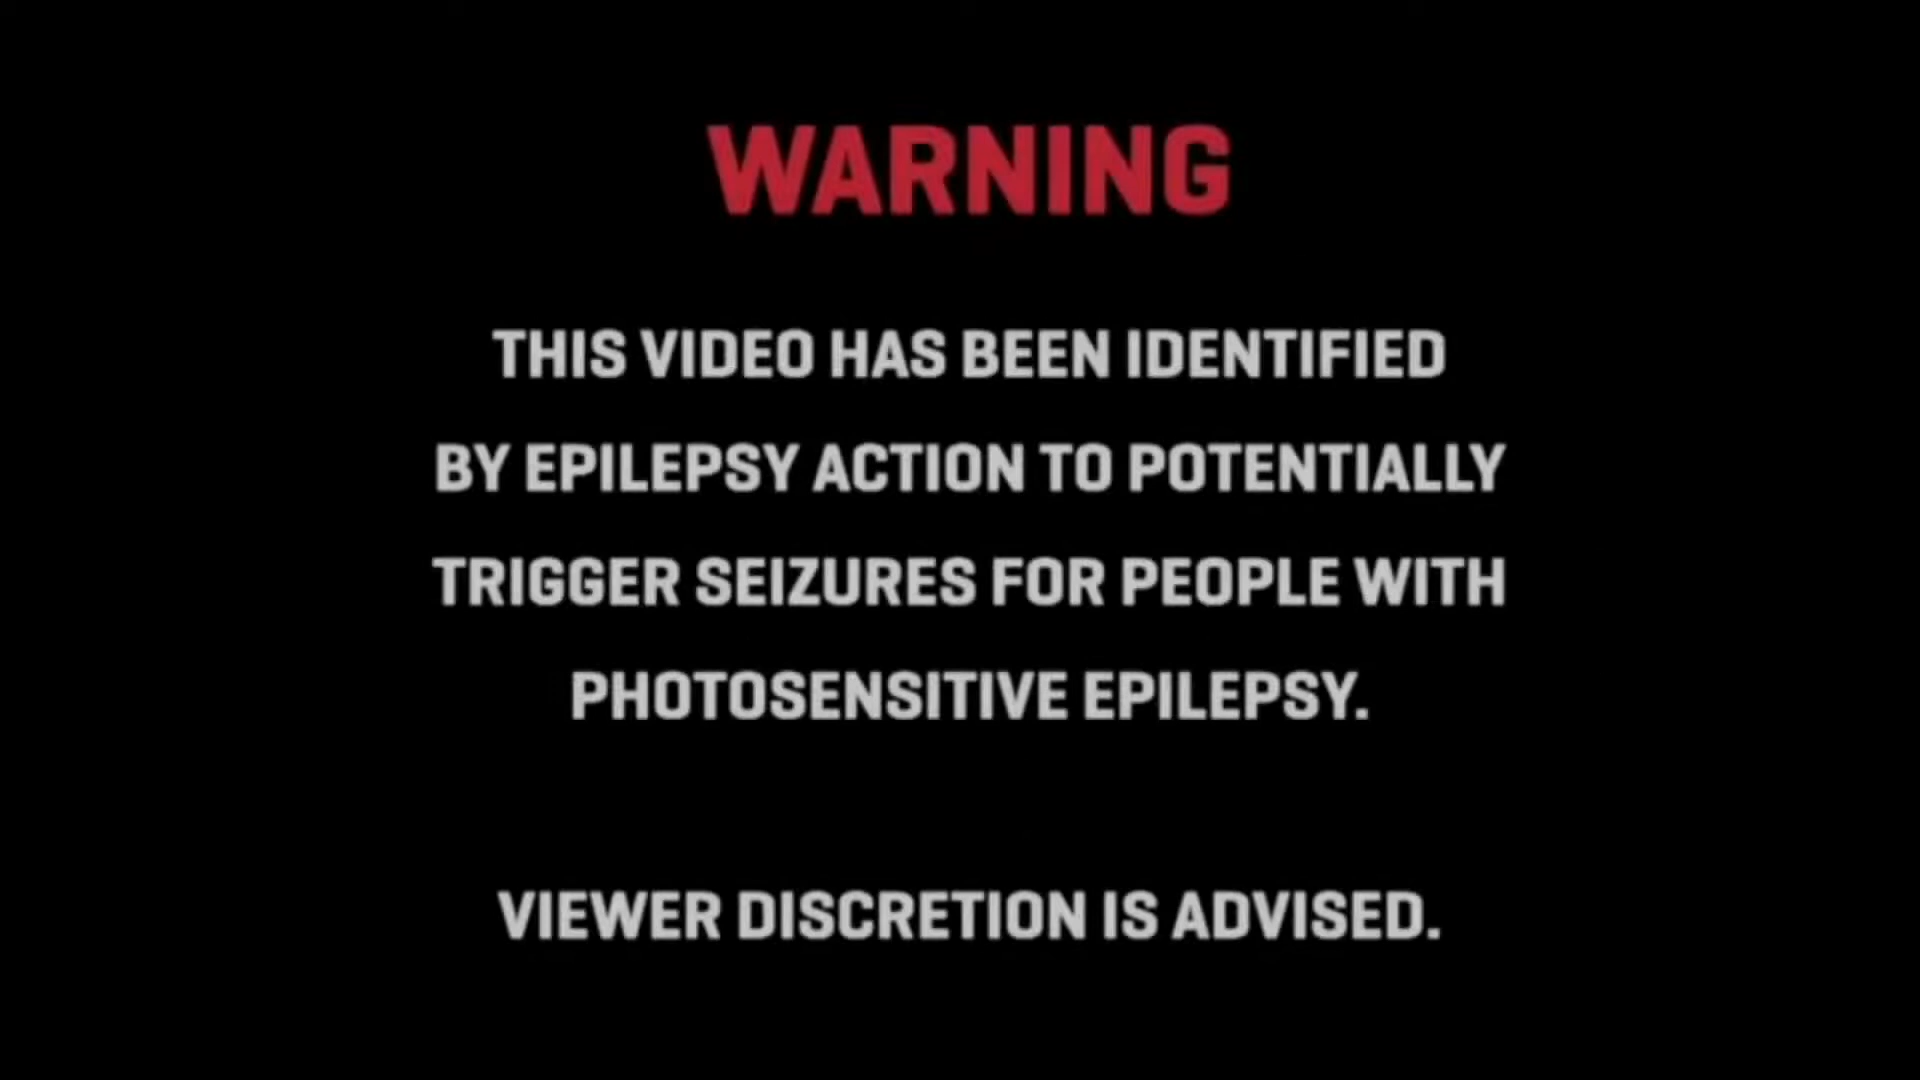 WARNING
THIS VIDEO HAS BEEN IDENTIFIED
BY EPILEPSY ACTION TO POTENTIALLY
TRIGGER SEIZURES FOR PEOPLE WITH
PHOTOSENSITIVE EPILEPSY.
VIEWER DISCRETION IS ADVISED.